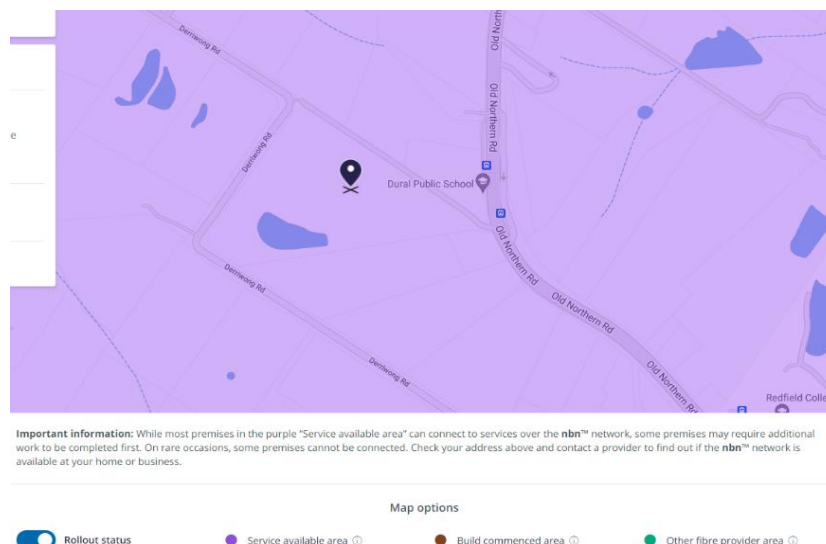 Derriwong Rd
Old Northern Rd
Old Northern Rd
e
Derriwong Rd
Dural Public School
Old Northern Rd
Derriwong Rd
Old Northern Rd
Derriwong Rd
Old Northern Rd
Redfield Colle
Important information: While most premises in the purple “Service available area” can connect to services over the nbn™ network, some premises may require additional
work to be completed first. On rare occasions, some premises cannot be connected. Check your address above and contact a provider to find out if the nbn™ network is
available at your home or business.
Map options
Rollout status
Service available area
Build commenced area
Other fibre provider area